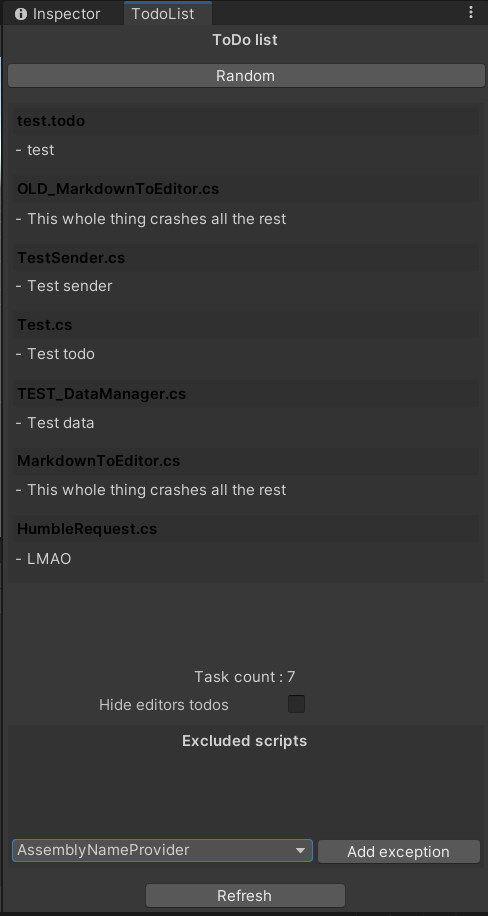 Inspector
TodoList
ToDo list
Random
test.todo
- test
OLD_MarkdownToEditor.cs
- This whole thing crashes all the rest
TestSender.cs
- Test sender
Test.cs
- Test todo
TEST_DataManager.cs
- Test data
MarkdownToEditor.cs
- This whole thing crashes all the rest
HumbleRequest.cs
- LMAO
Task count : 7
Hide editors todos
Excluded scripts
AssemblyNameProvider
Add exception
Refresh